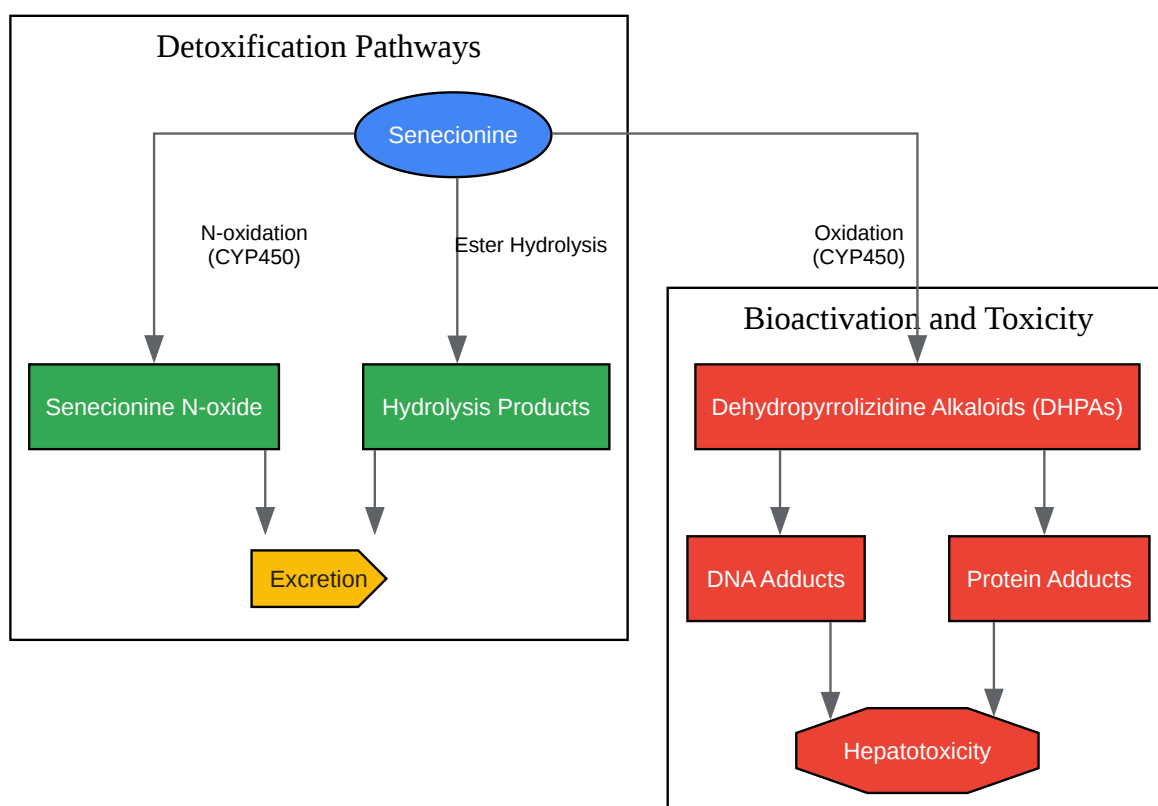 Detoxification Pathways
Senecionine
N-oxidation
(CYP450)
Ester Hydrolysis
Oxidation
(CYP450)
Bioactivation and Toxicity
Senecionine N-oxide
Hydrolysis Products
Dehydropyrrolizidine Alkaloids (DHPAs)
Excretion
DNA Adducts
Protein Adducts
Hepatotoxicity